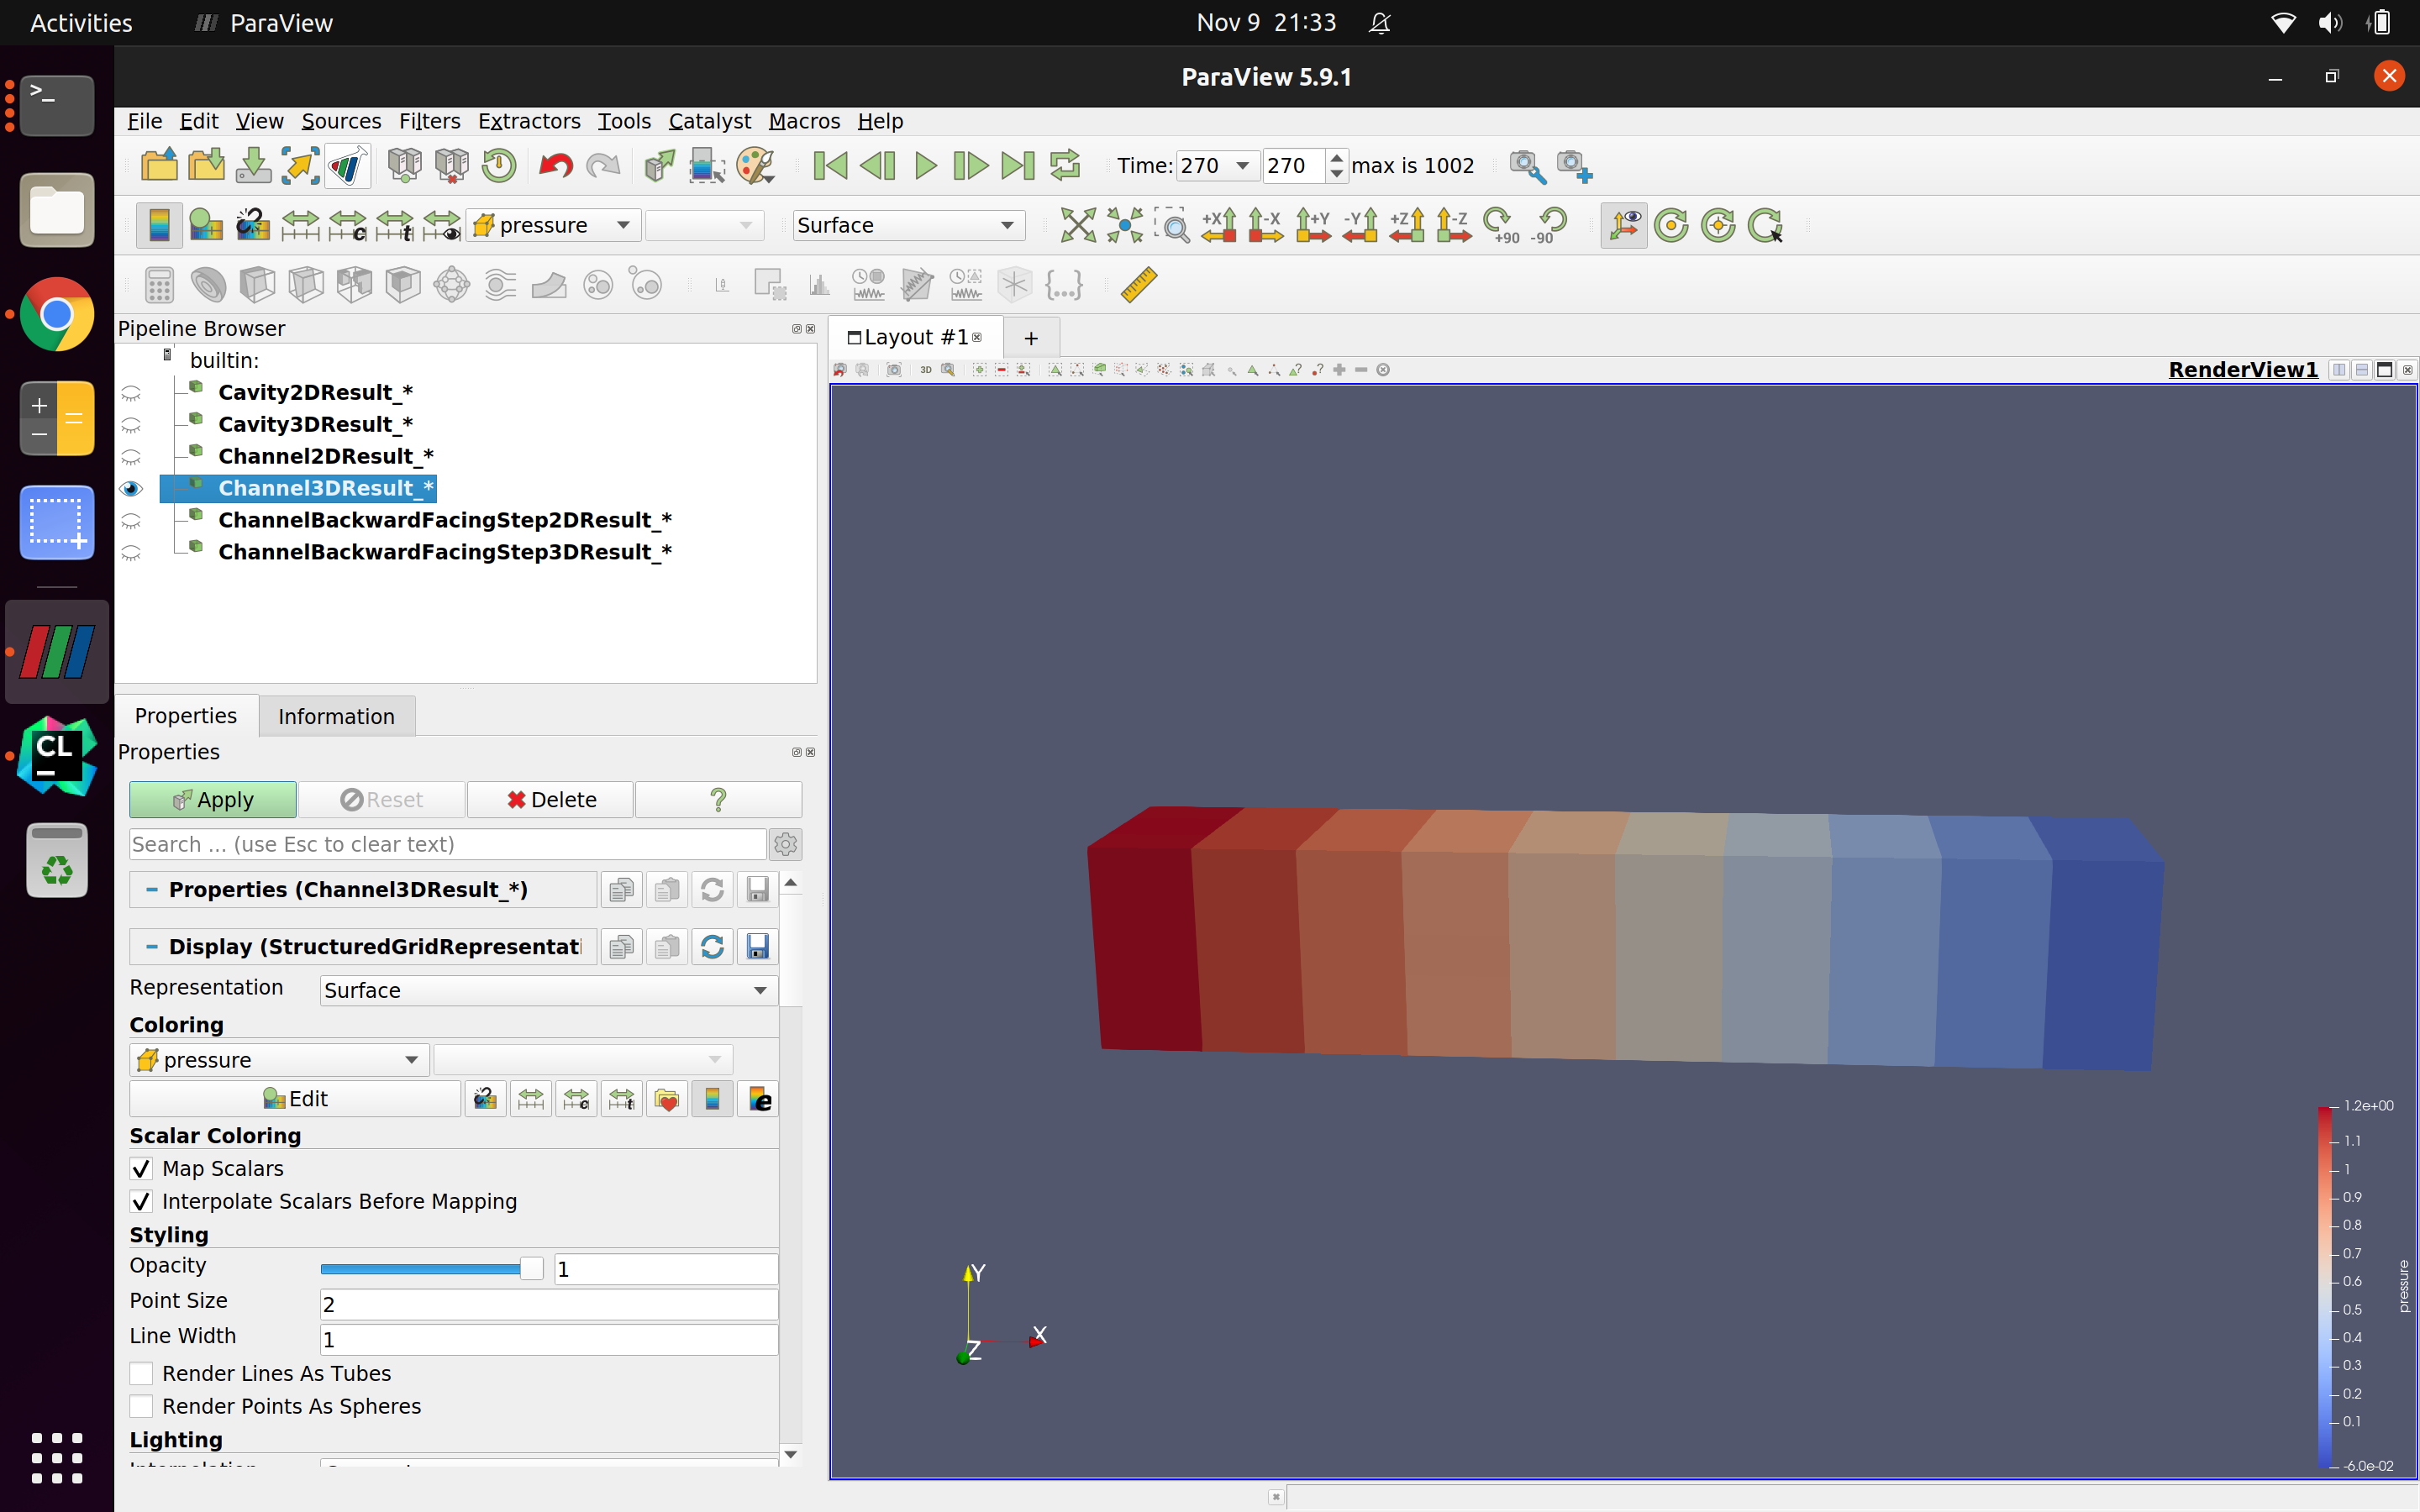 Activities ParaView Nov 9 21:33
ParaView 5.9.1
File Edit View Sources Filters Extractors Tools Catalyst Macros Help
Time: 270 270 max is 1002
pressure Surface +X -X +Y -Y +Z -Z +90 -90
Pipeline Browser
Layout #1 +
builtin:
3D RenderView1
Cavity2DResult_*
Cavity3DResult_*
Channel2DResult_*
Channel3DResult_*
ChannelBackwardFacingStep2DResult_*
ChannelBackwardFacingStep3DResult_*
Properties Information
Properties
Apply Reset Delete ?
Search ... (use Esc to clear text)
Properties (Channel3DResult_*)
Display (StructuredGridRepresentati
Representation Surface
Coloring
pressure
Edit
Scalar Coloring
Map Scalars
Interpolate Scalars Before Mapping
Styling
Opacity 1
Point Size 2
Line Width 1
Render Lines As Tubes
Render Points As Spheres
Lighting
CL
Y
X
Z
1.2e+00
1.1
1
0.9
0.8
0.7
0.6
0.5
0.4
0.3
0.2
0.1
-6.0e-02
pressure